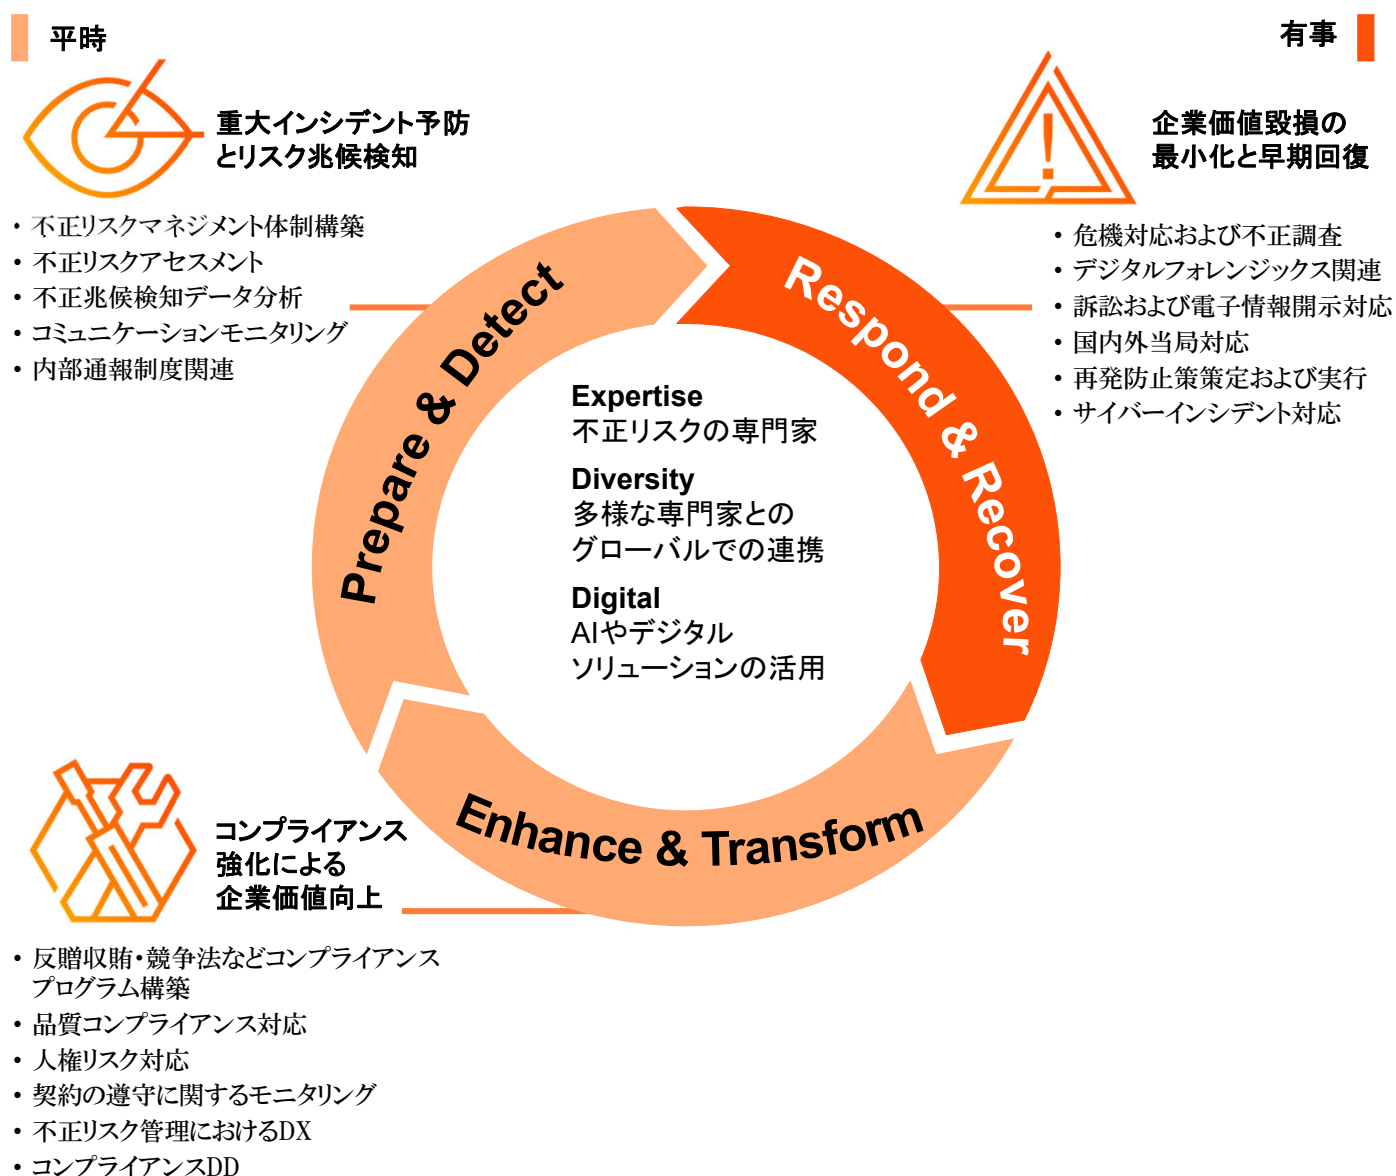 平時
重大インシデント予防
とリスク兆候検知
・不正リスクマネジメント体制構築
・不正リスクアセスメント
・不正兆候検知データ分析
・コミュニケーションモニタリング
・内部通報制度関連
有事
企業価値毀損の
最小化と早期回復
・危機対応および不正調査
・デジタルフォレンジックス関連
・訴訟および電子情報開示対応
・国内外当局対応
・再発防止策策定および実行
・サイバーインシデント対応
Prepare & Detect
Respond & Recover
Expertise
不正リスクの専門家
Diversity
多様な専門家との
グローバルでの連携
Digital
AIやデジタル
ソリューションの活用
Enhance & Transform
コンプライアンス
強化による
企業価値向上
・反贈収賄・競争法などコンプライアンス
プログラム構築
・品質コンプライアンス対応
・人権リスク対応
・契約の遵守に関するモニタリング
・不正リスク管理におけるDX
・コンプライアンスDD